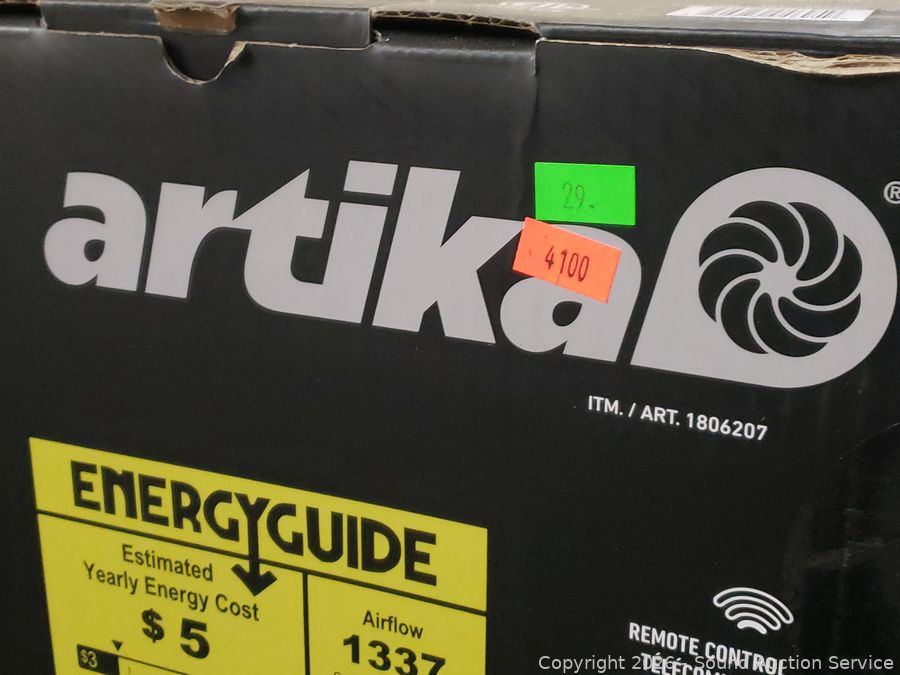 artika®
29.
4100
ITM. / ART. 1806207
ENERGYGUIDE
Estimated
Yearly Energy Cost
$ 5
$3
Airflow
1337
REMOTE CONTROL
Copyright 2026 - Sound Auction Service